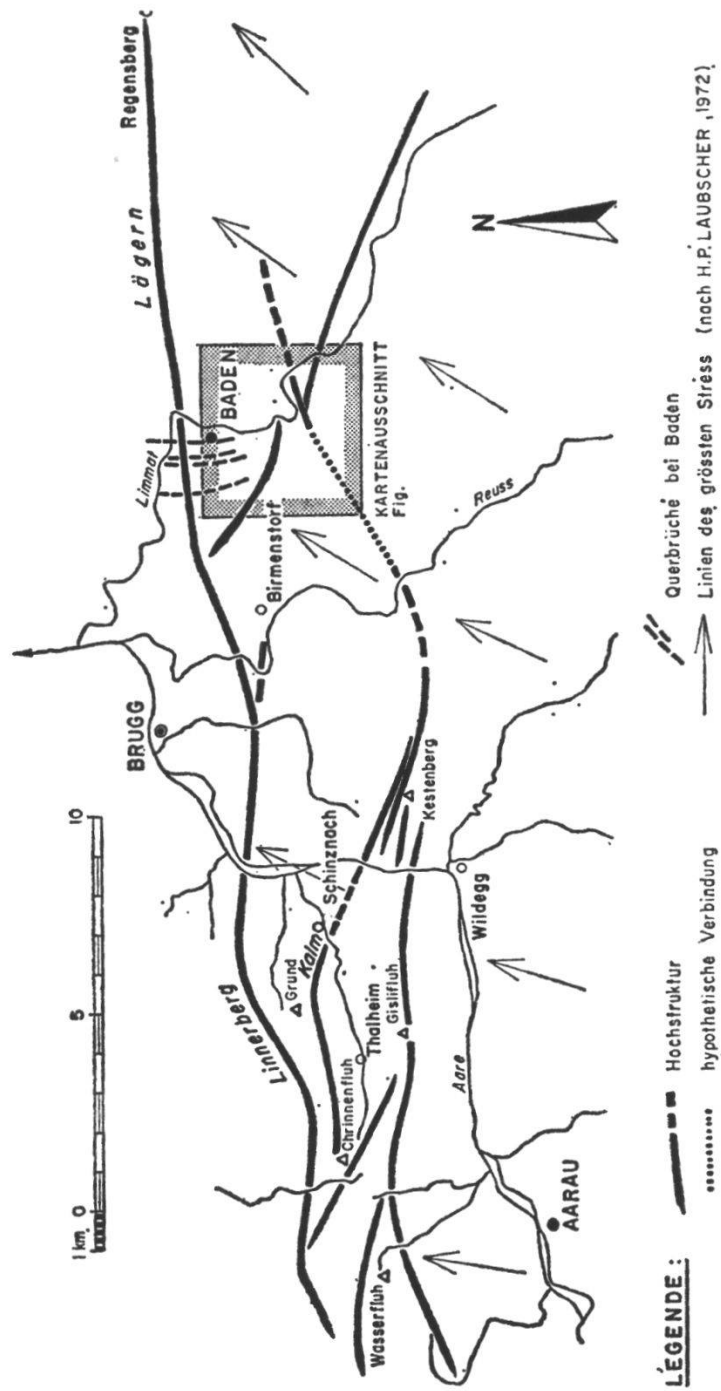 1 km. 0 5 10
Regensberg
Lägern
Limmat
BADEN
BRUGG
Birmenstorf
KARTENAUSSCHNITT
Fig.
Linnerberg
Grund
Kalm
Schinznach
Chrinnenfluh
Thalheim
Gislifluh
Kestenberg
Reuss
Wasserfluh
Aare
Wildegg
AARAU
N
LEGENDE:
Hochstruktur
hypothetische Verbindung
Querbrüche bei Baden
Linien des grössten Stress (nach H.P. LAUBSCHER, 1972)